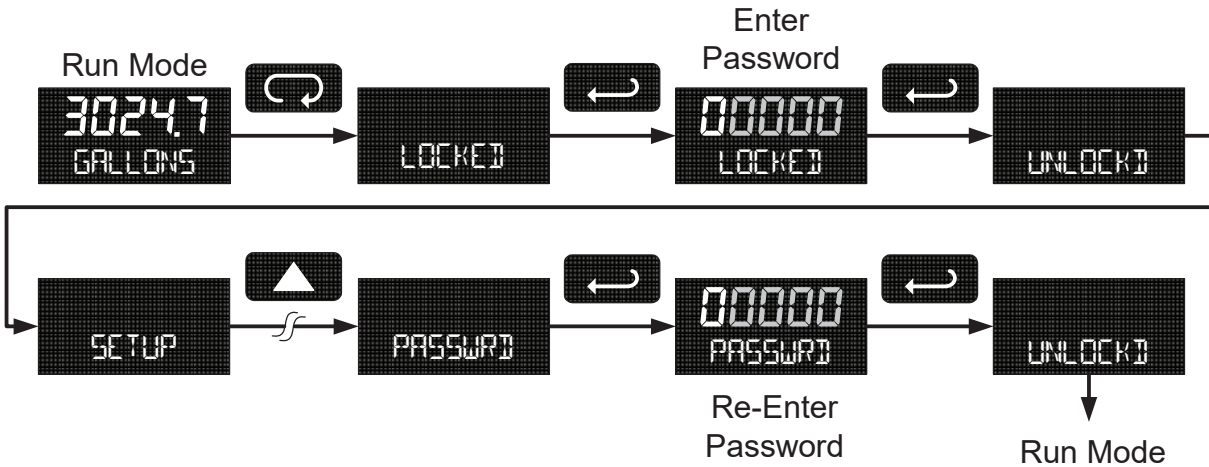 Enter
Password
Run Mode
3024.7
GALLONS
LOCKED
00000
LOCKED
UNLOCKD
SETUP
PASSWRD
00000
PASSWRD
UNLOCKD
Re-Enter
Password
Run Mode